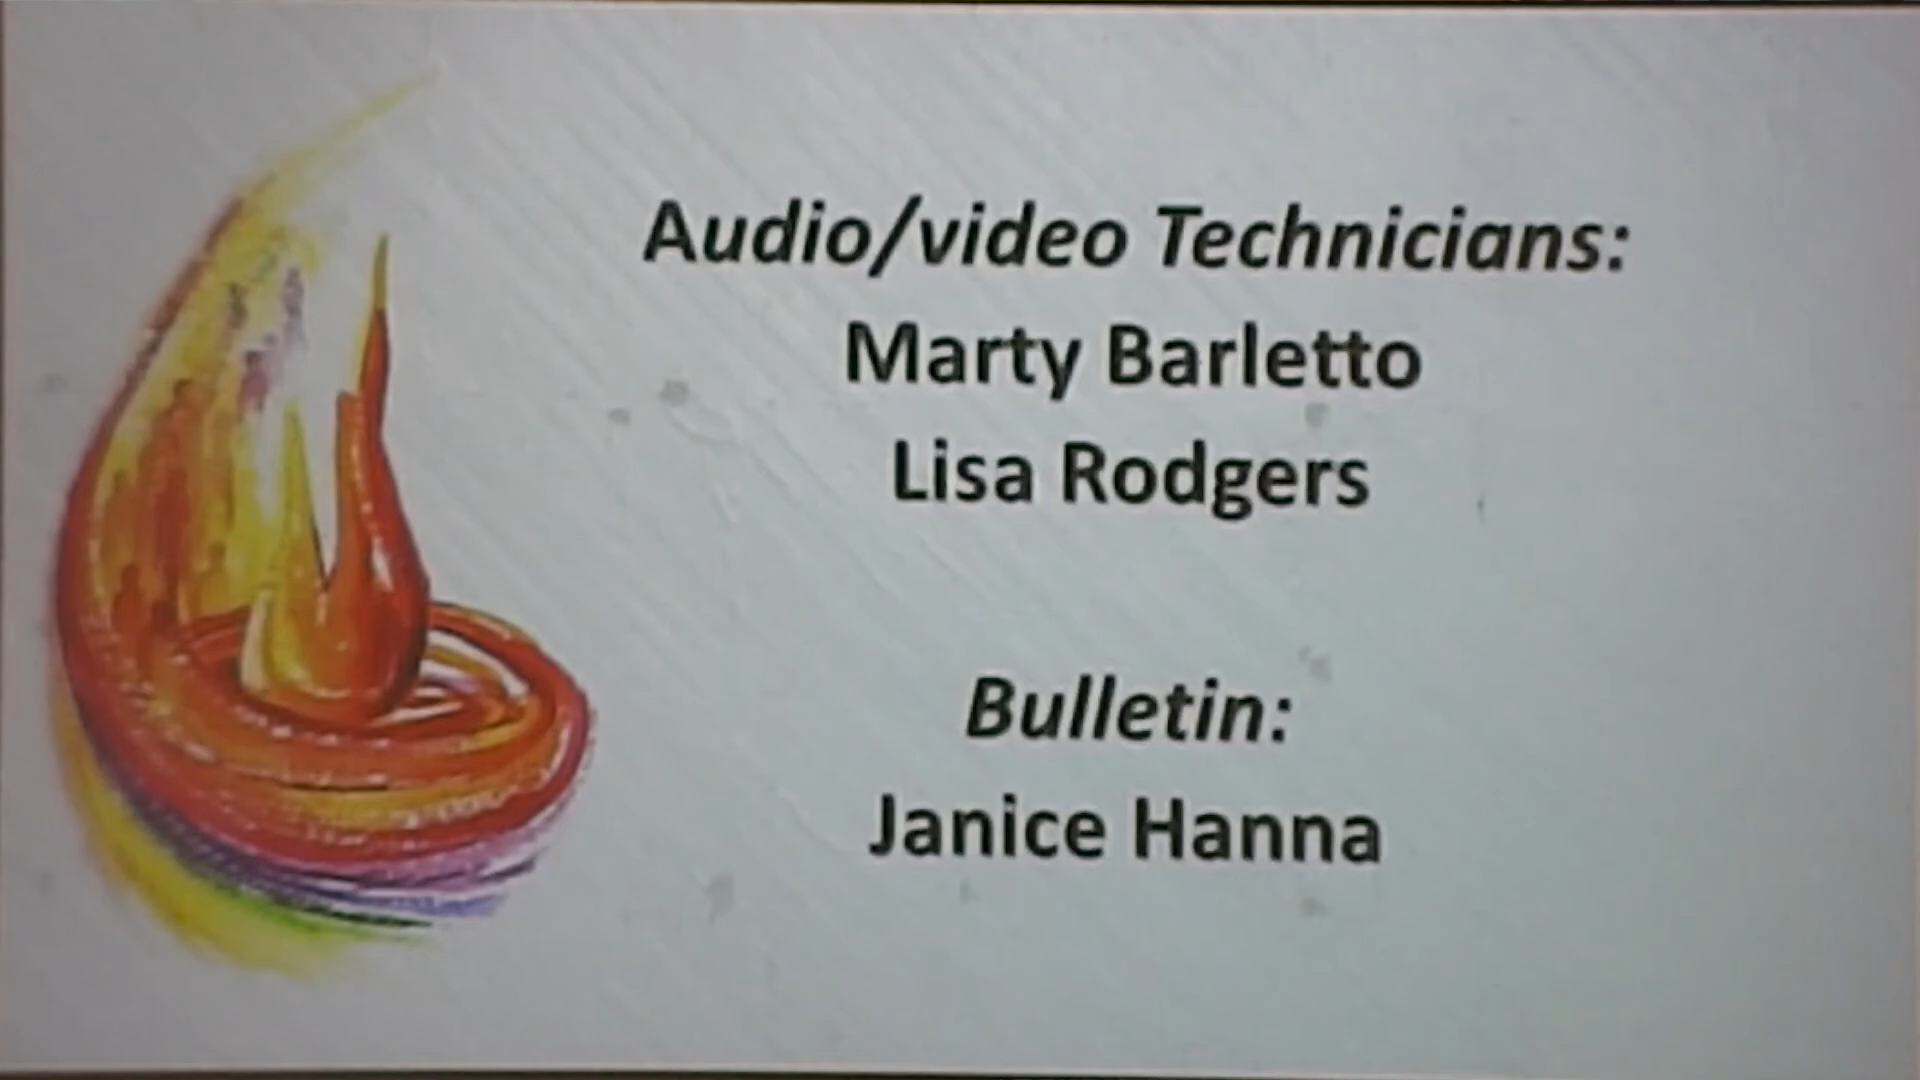 Audio/video Technicians:
Marty Barletto
Lisa Rodgers
Bulletin:
Janice Hanna